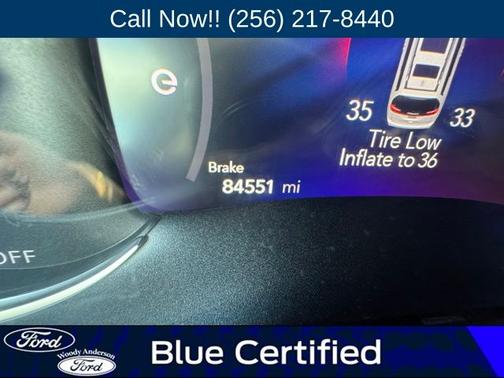 Call Now!! (256) 217-8440
35 33
Tire Low
Inflate to 36
Brake
84551 mi
OFF
Ford
Woody Anderson
Ford
Blue Certified